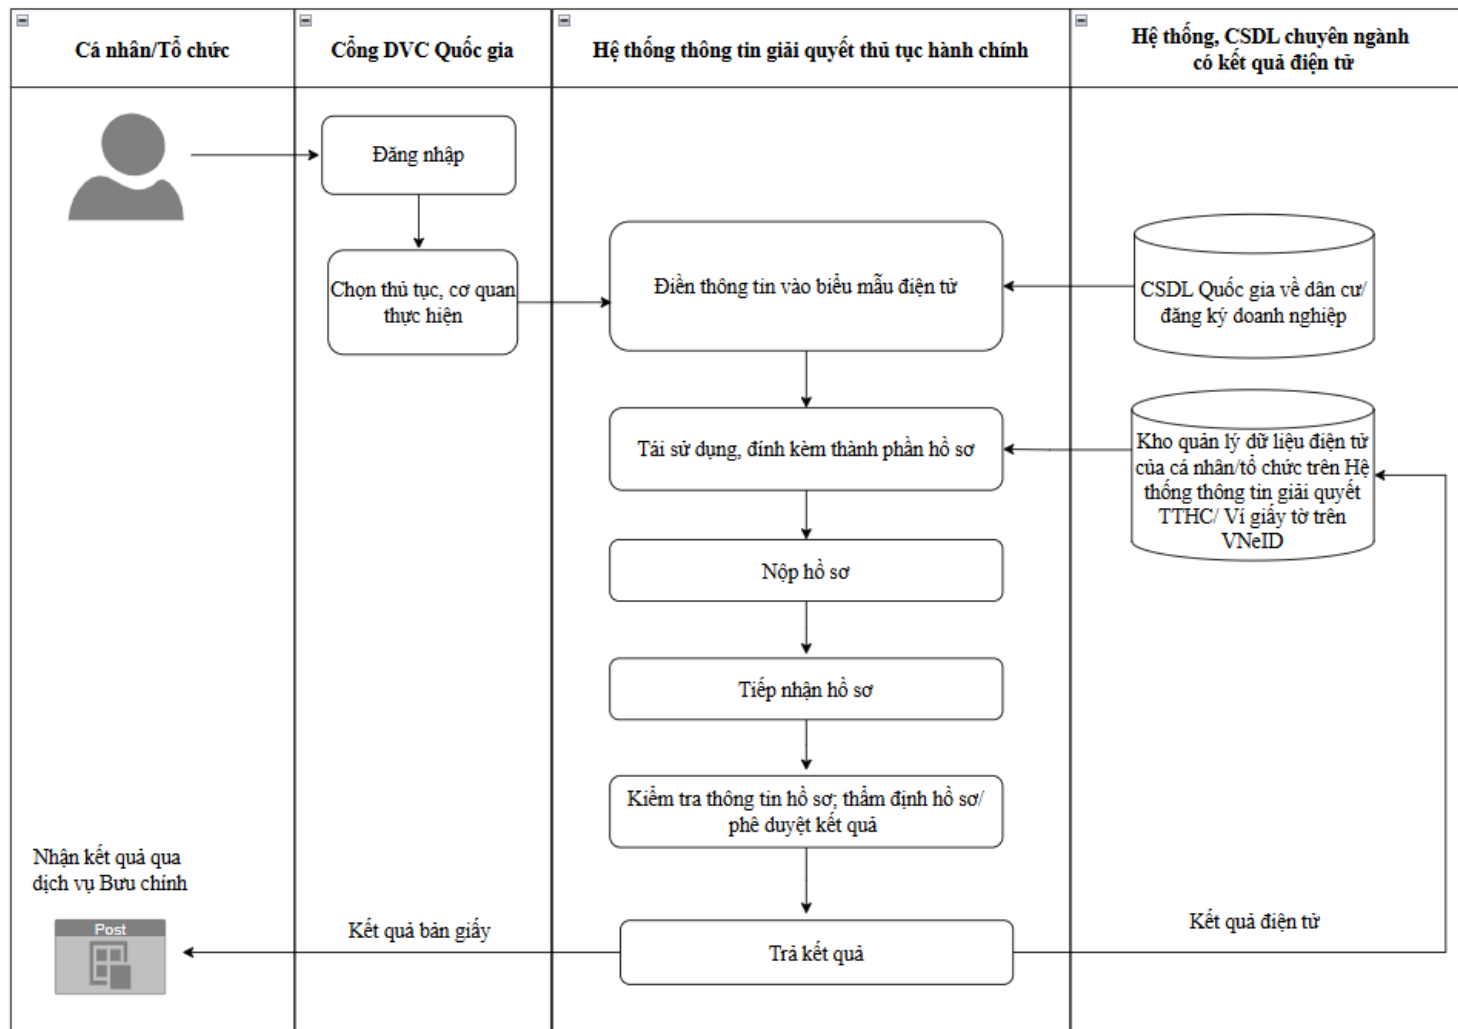 Cá nhân/Tổ chức
Cổng DVC Quốc gia
Hệ thống thông tin giải quyết thủ tục hành chính
Hệ thống, CSDL chuyên ngành
có kết quả điện tử
Đăng nhập
Chọn thủ tục, cơ quan
thực hiện
Điền thông tin vào biểu mẫu điện tử
CSDL Quốc gia về dân cư/
đăng ký doanh nghiệp
Tái sử dụng, đính kèm thành phần hồ sơ
Kho quản lý dữ liệu điện tử
của cá nhân/tổ chức trên Hệ
thống thông tin giải quyết
TTHC/ Ví giấy tờ trên
VNeID
Nộp hồ sơ
Tiếp nhận hồ sơ
Kiểm tra thông tin hồ sơ; thẩm định hồ sơ/
phê duyệt kết quả
Nhận kết quả qua
dịch vụ Bưu chính
Post
Kết quả bản giấy
Trả kết quả
Kết quả điện tử